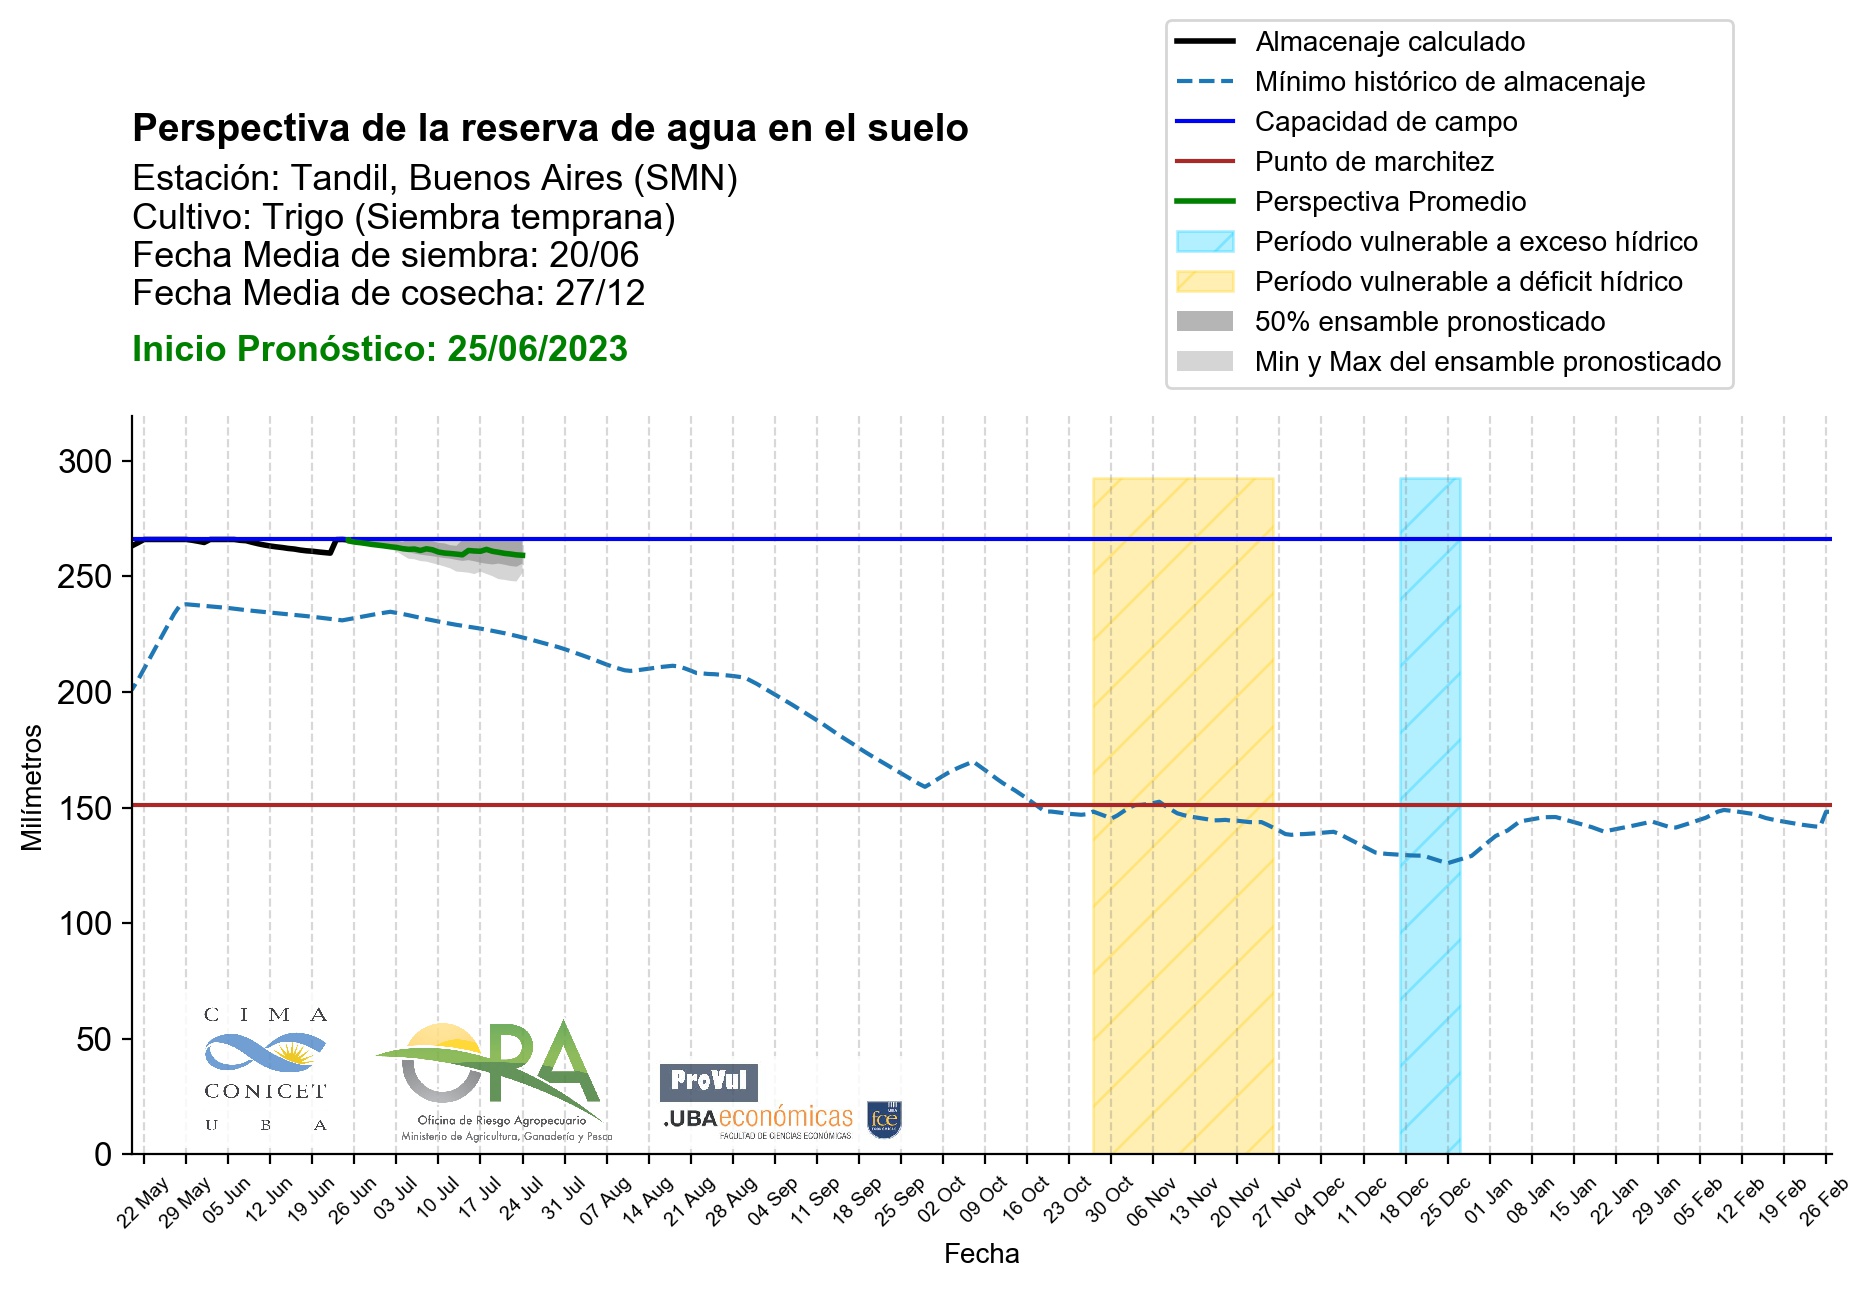 Almacenaje calculado
Mínimo histórico de almacenaje
Capacidad de campo
Punto de marchitez
Perspectiva Promedio
Período vulnerable a exceso hídrico
Período vulnerable a déficit hídrico
50% ensamble pronosticado
Min y Max del ensamble pronosticado
Perspectiva de la reserva de agua en el suelo
Estación: Tandil, Buenos Aires (SMN)
Cultivo: Trigo (Siembra temprana)
Fecha Media de siembra: 20/06
Fecha Media de cosecha: 27/12
Inicio Pronóstico: 25/06/2023
300
250
200
150
100
50
0
Milímetros
CIMA
CONICET
UBA
ORA
Oficina de Riesgo Agropecuario
Ministerio de Agricultura, Ganadería y Pesca
ProVul
.UBAeconómicas
FACULTAD DE CIENCIAS ECONÓMICAS
fce
22 May
29 May
05 Jun
12 Jun
19 Jun
26 Jun
03 Jul
10 Jul
17 Jul
24 Jul
31 Jul
07 Aug
14 Aug
21 Aug
28 Aug
04 Sep
11 Sep
18 Sep
25 Sep
02 Oct
09 Oct
16 Oct
23 Oct
30 Oct
06 Nov
13 Nov
20 Nov
27 Nov
04 Dec
11 Dec
18 Dec
25 Dec
01 Jan
08 Jan
15 Jan
22 Jan
29 Jan
05 Feb
12 Feb
19 Feb
26 Feb
Fecha